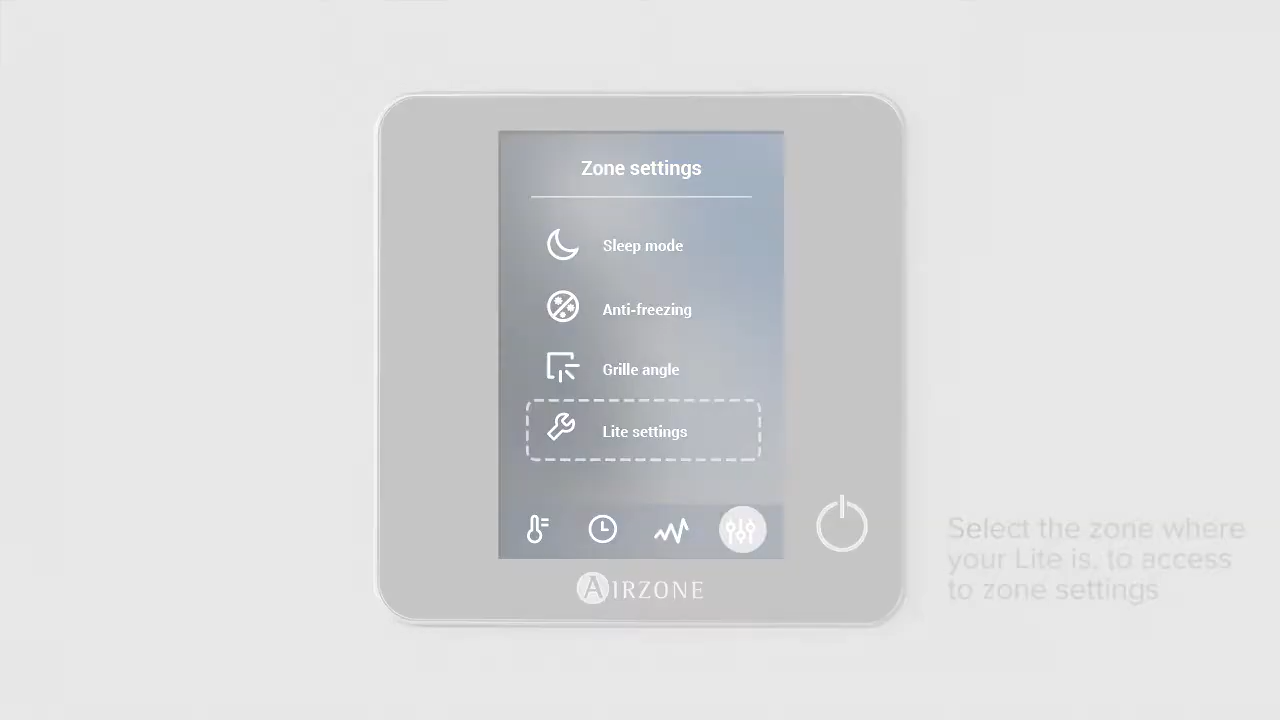 Zone settings
Sleep mode
Anti-freezing
Grille angle
Lite settings
AIRZONE
Select the zone where
your Lite is, to access
to zone settings